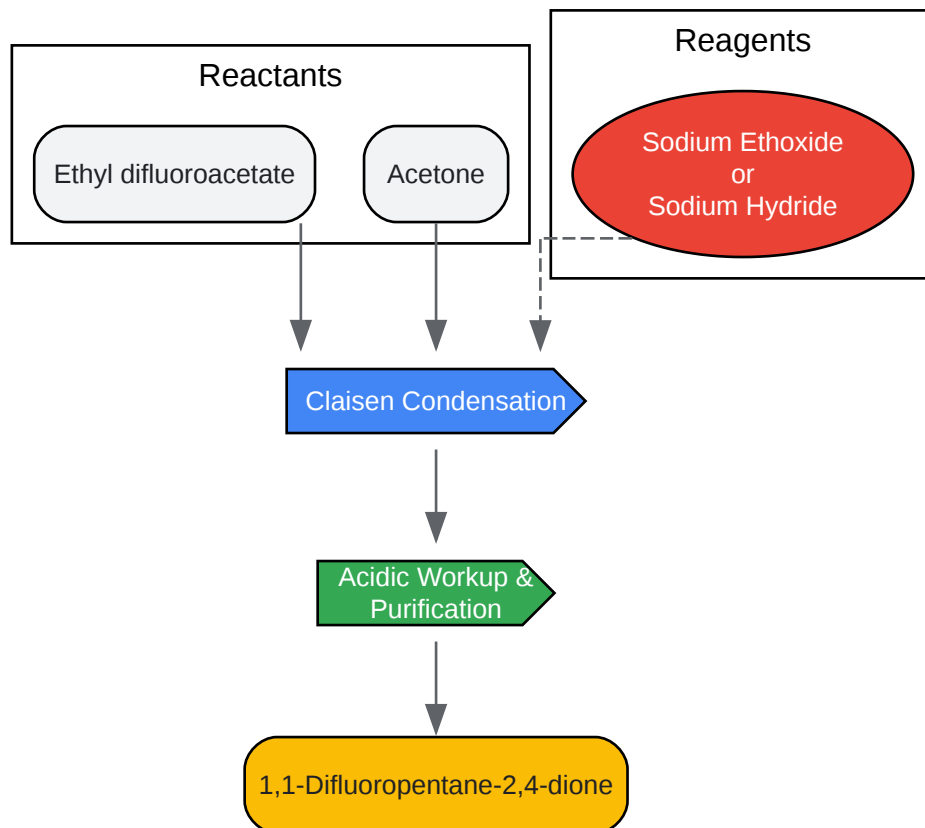 Reactants
Reagents
Ethyl difluoroacetate
Acetone
Sodium Ethoxide
or
Sodium Hydride
Claisen Condensation
Acidic Workup &
Purification
1,1-Difluoropentane-2,4-dione